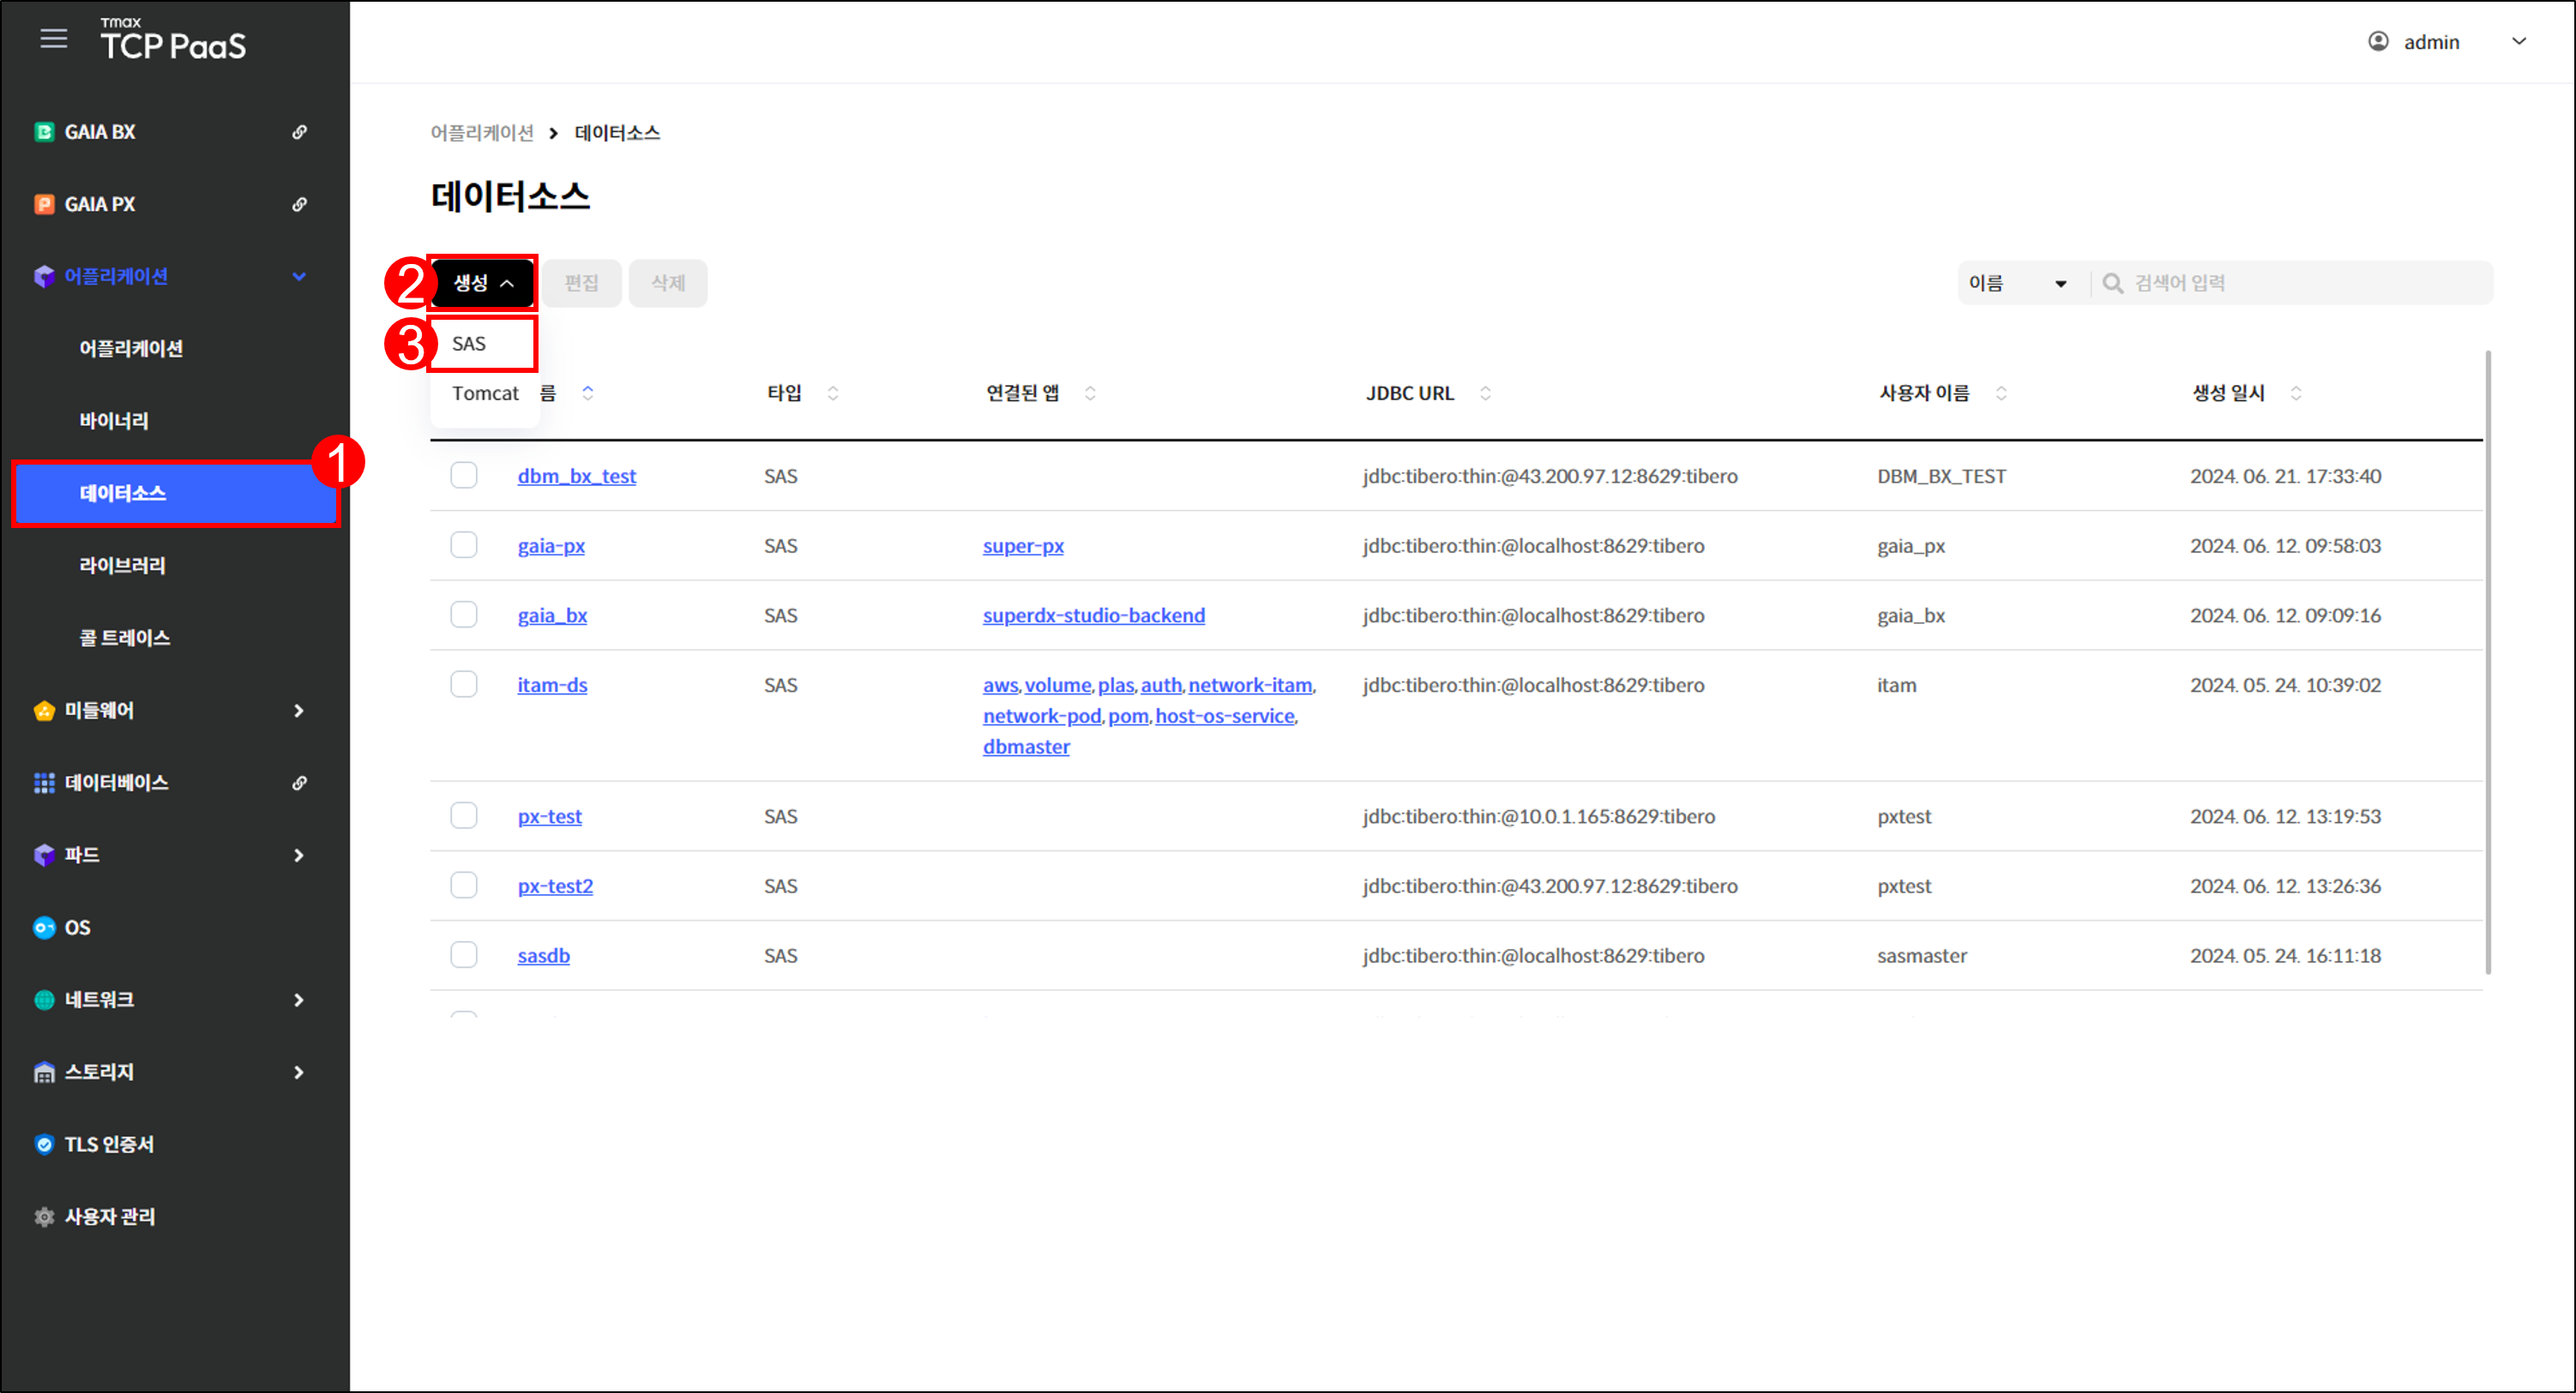 Tmax
TCP PaaS
admin
GAIA BX
GAIA PX
어플리케이션
어플리케이션
바이너리
데이터소스
1
라이브러리
콜 트레이스
미들웨어
데이터베이스
파드
OS
네트워크
스토리지
TLS 인증서
사용자 관리
어플리케이션 > 데이터소스
데이터소스
2 생성 편집 삭제
이름 검색어 입력
3 SAS
Tomcat
름 타입 연결된 앱 JDBC URL 사용자 이름 생성 일시
dbm_bx_test SAS jdbc:tibero:thin:@43.200.97.12:8629:tibero DBM_BX_TEST 2024. 06. 21. 17:33:40
gaia-px SAS super-px jdbc:tibero:thin:@localhost:8629:tibero gaia_px 2024. 06. 12. 09:58:03
gaia_bx SAS superdx-studio-backend jdbc:tibero:thin:@localhost:8629:tibero gaia_bx 2024. 06. 12. 09:09:16
itam-ds SAS aws,volume,plas,auth,network-itam, jdbc:tibero:thin:@localhost:8629:tibero itam 2024. 05. 24. 10:39:02
network-pod,pom,host-os-service,
dbmaster
px-test SAS jdbc:tibero:thin:@10.0.1.165:8629:tibero pxtest 2024. 06. 12. 13:19:53
px-test2 SAS jdbc:tibero:thin:@43.200.97.12:8629:tibero pxtest 2024. 06. 12. 13:26:36
sasdb SAS jdbc:tibero:thin:@localhost:8629:tibero sasmaster 2024. 05. 24. 16:11:18